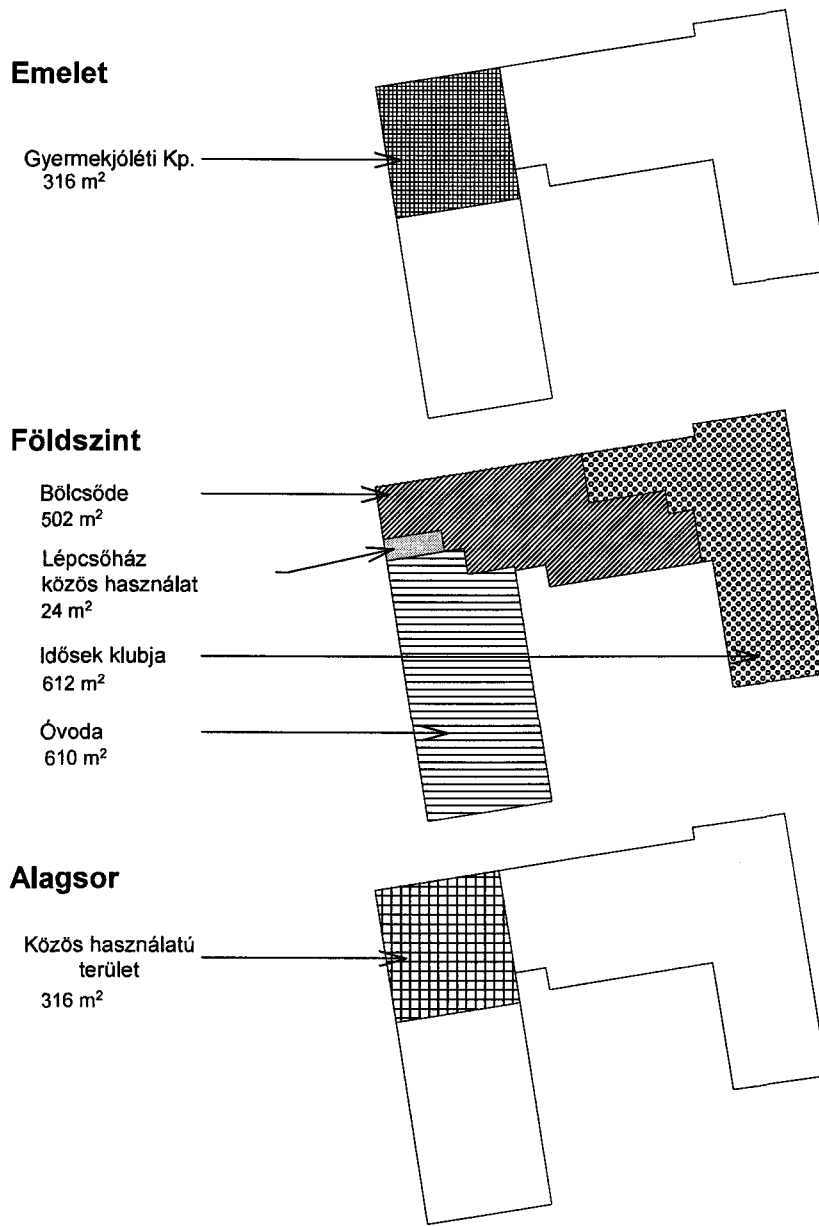 Emelet
Gyermekjóléti Kp.
316 m²
Földszint
Bölcsőde
502 m²
Lépcsőház
közös használat
24 m²
Idősek klubja
612 m²
Óvoda
610 m²
Alagsor
Közös használatú
terület
316 m²